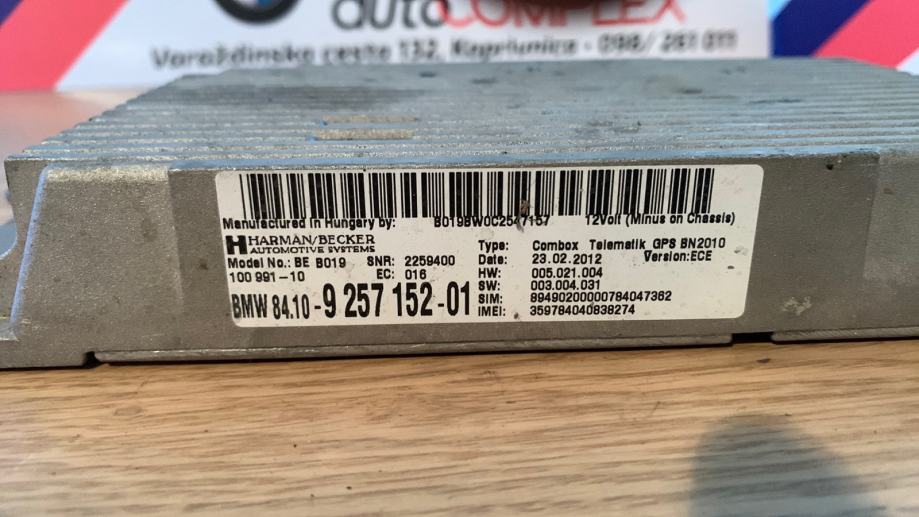 autoCOMPLEX
Varaždinska cesta 132, Koprivnica - 098/ 261 011
Manufactured in Hungary by: B019BW0C2547157 12Volt (Minus on Chassis)
HARMAN/BECKER
AUTOMOTIVE SYSTEMS
Model No.: BE B019 SNR: 2259400
100 991-10 EC: 016
BMW 84.10-9 257 152-01
Type: Combox Telematik GPS BN2010
Date: 23.02.2012 Version:ECE
HW: 005.021.004
SW: 003.004.031
SIM: 89490200000784047362
IMEI: 359784040838274